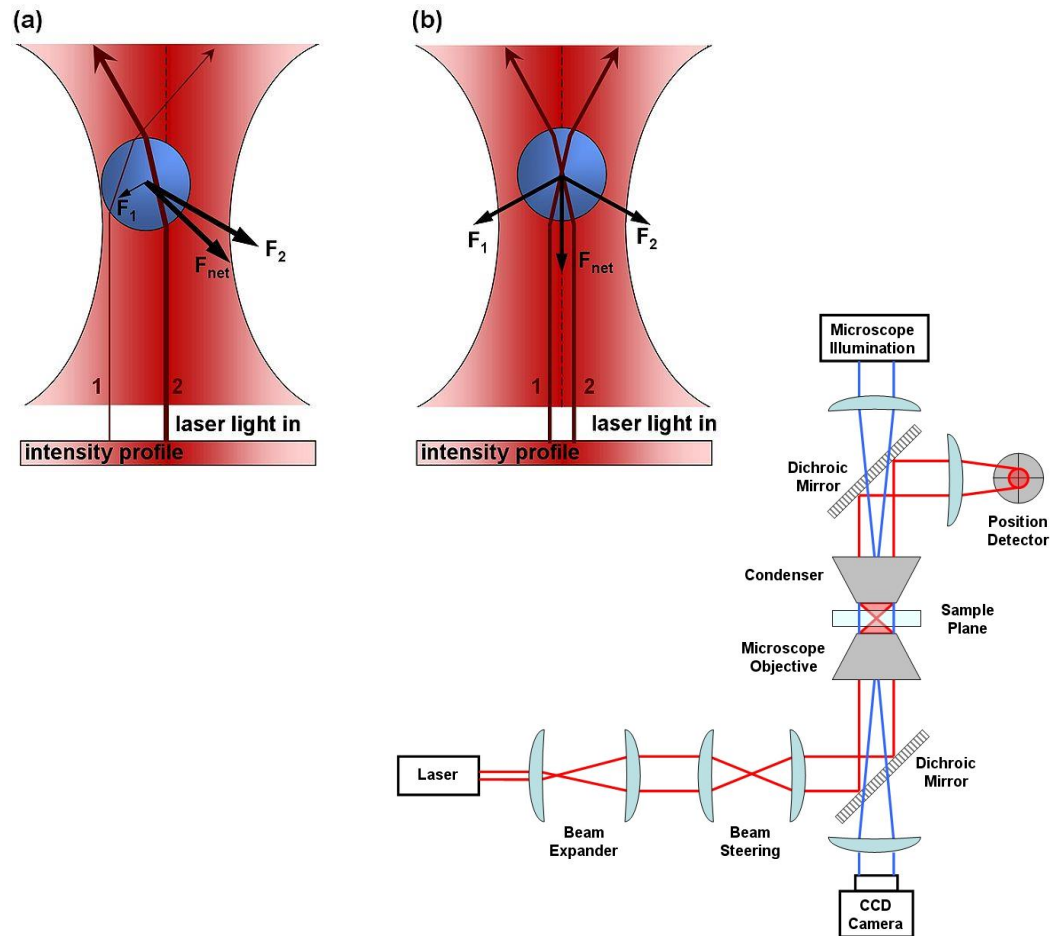 (a)
F1
F2
Fnet
1
2
laser light in
intensity profile
(b)
F1
F2
Fnet
1
2
laser light in
intensity profile
Microscope
Illumination
Dichroic
Mirror
Position
Detector
Condenser
Sample
Plane
Microscope
Objective
Laser
Beam
Expander
Beam
Steering
Dichroic
Mirror
CCD
Camera